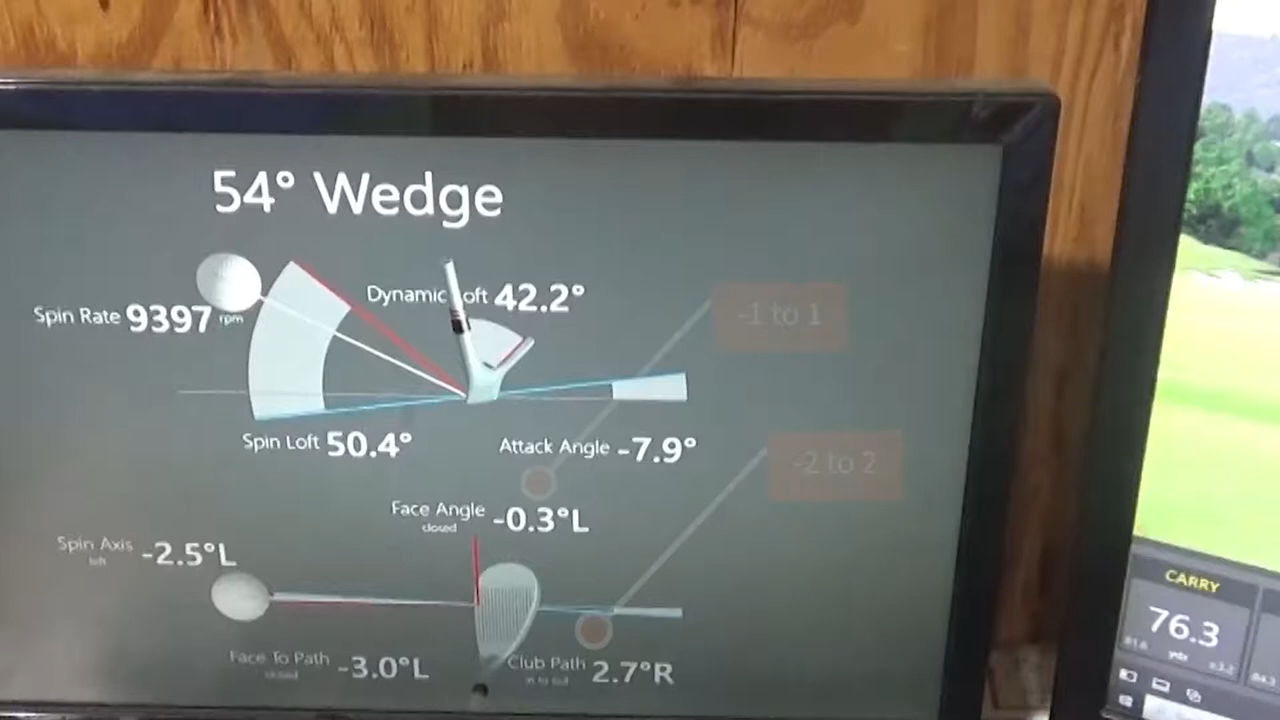 54° Wedge
Dynamic Loft 42.2°
Spin Rate 9397 rpm
-1 to 1
Spin Loft 50.4°
Attack Angle -7.9°
-2 to 2
Face Angle
closed
-0.3°L
Spin Axis
left
-2.5°L
Face To Path
closed
-3.0°L
Club Path
in to out
2.7°R
CARRY
76.3
yds